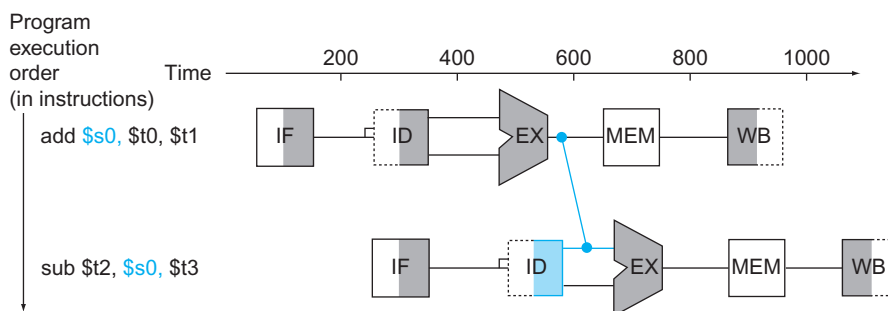 Program
execution
order
(in instructions)
Time
200 400 600 800 1000
add $s0, $t0, $t1
IF ID EX MEM WB
sub $t2, $s0, $t3
IF ID EX MEM WB